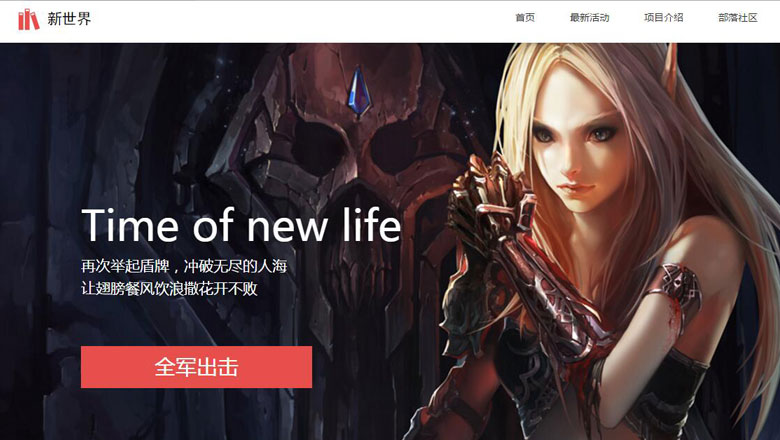 新世界
首页 最新活动 项目介绍 部落社区
Time of new life
再次举起盾牌，冲破无尽的人海
让翅膀餐风饮浪撒花开不败
全军出击